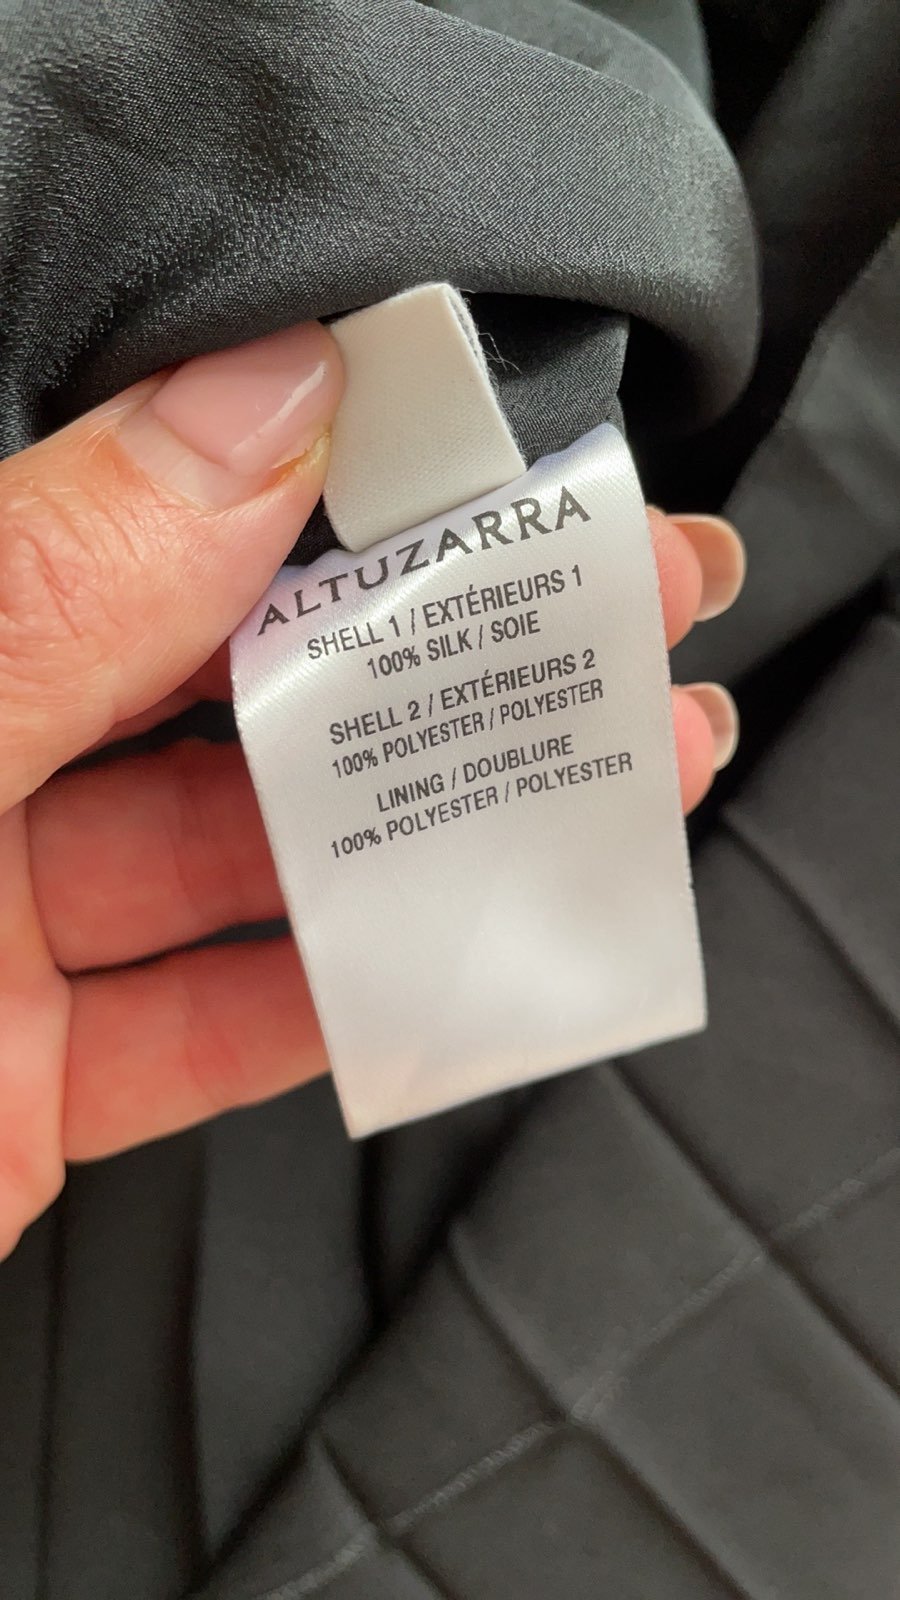 ALTUZARRA
SHELL 1 / EXTÉRIEURS 1
100% SILK / SOIE
SHELL 2 / EXTÉRIEURS 2
100% POLYESTER / POLYESTER
LINING / DOUBLURE
100% POLYESTER / POLYESTER